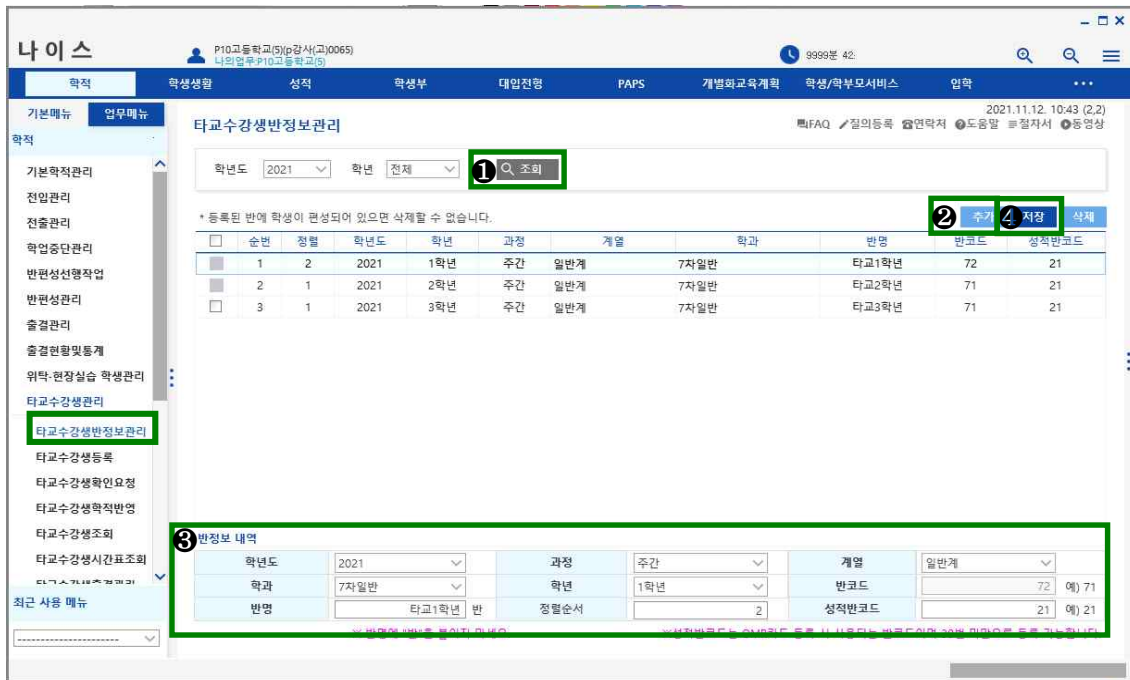 나이스
P10고등학교(5)(p강사(고)0065)
나의업무:P10고등학교(5)
9999분 42
학적 학생생활 성적 학생부 대입전형 PAPS 개별화교육계획 학생/학부모서비스 입학
기본메뉴 업무메뉴
학적
기본학적관리
전입관리
전출관리
학업중단관리
반편성선행작업
반편성관리
출결관리
출결현황및통계
위탁·현장실습 학생관리
타교수강생관리
타교수강생반정보관리
타교수강생등록
타교수강생확인요청
타교수강생학적반영
타교수강생조회
타교수강생시간표조회
최근 사용 메뉴
----------------------
타교수강생반정보관리
2021.11.12. 10:43 (2,2)
FAQ 질의등록 연락처 도움말 절차서 동영상
학년도 2021 학년 전체 ❶ 조회
* 등록된 반에 학생이 편성되어 있으면 삭제할 수 없습니다.
❷ 추가 ❹ 저장 삭제
순번 정렬 학년도 학년 과정 계열 학과 반명 반코드 성적반코드
1 2 2021 1학년 주간 일반계 7차일반 타교1학년 72 21
2 1 2021 2학년 주간 일반계 7차일반 타교2학년 71 21
3 1 2021 3학년 주간 일반계 7차일반 타교3학년 71 21
❸ 반정보 내역
학년도 2021 과정 주간 계열 일반계
학과 7차일반 학년 1학년 반코드 72 예) 71
반명 타교1학년 반 정렬순서 2 성적반코드 21 예) 21